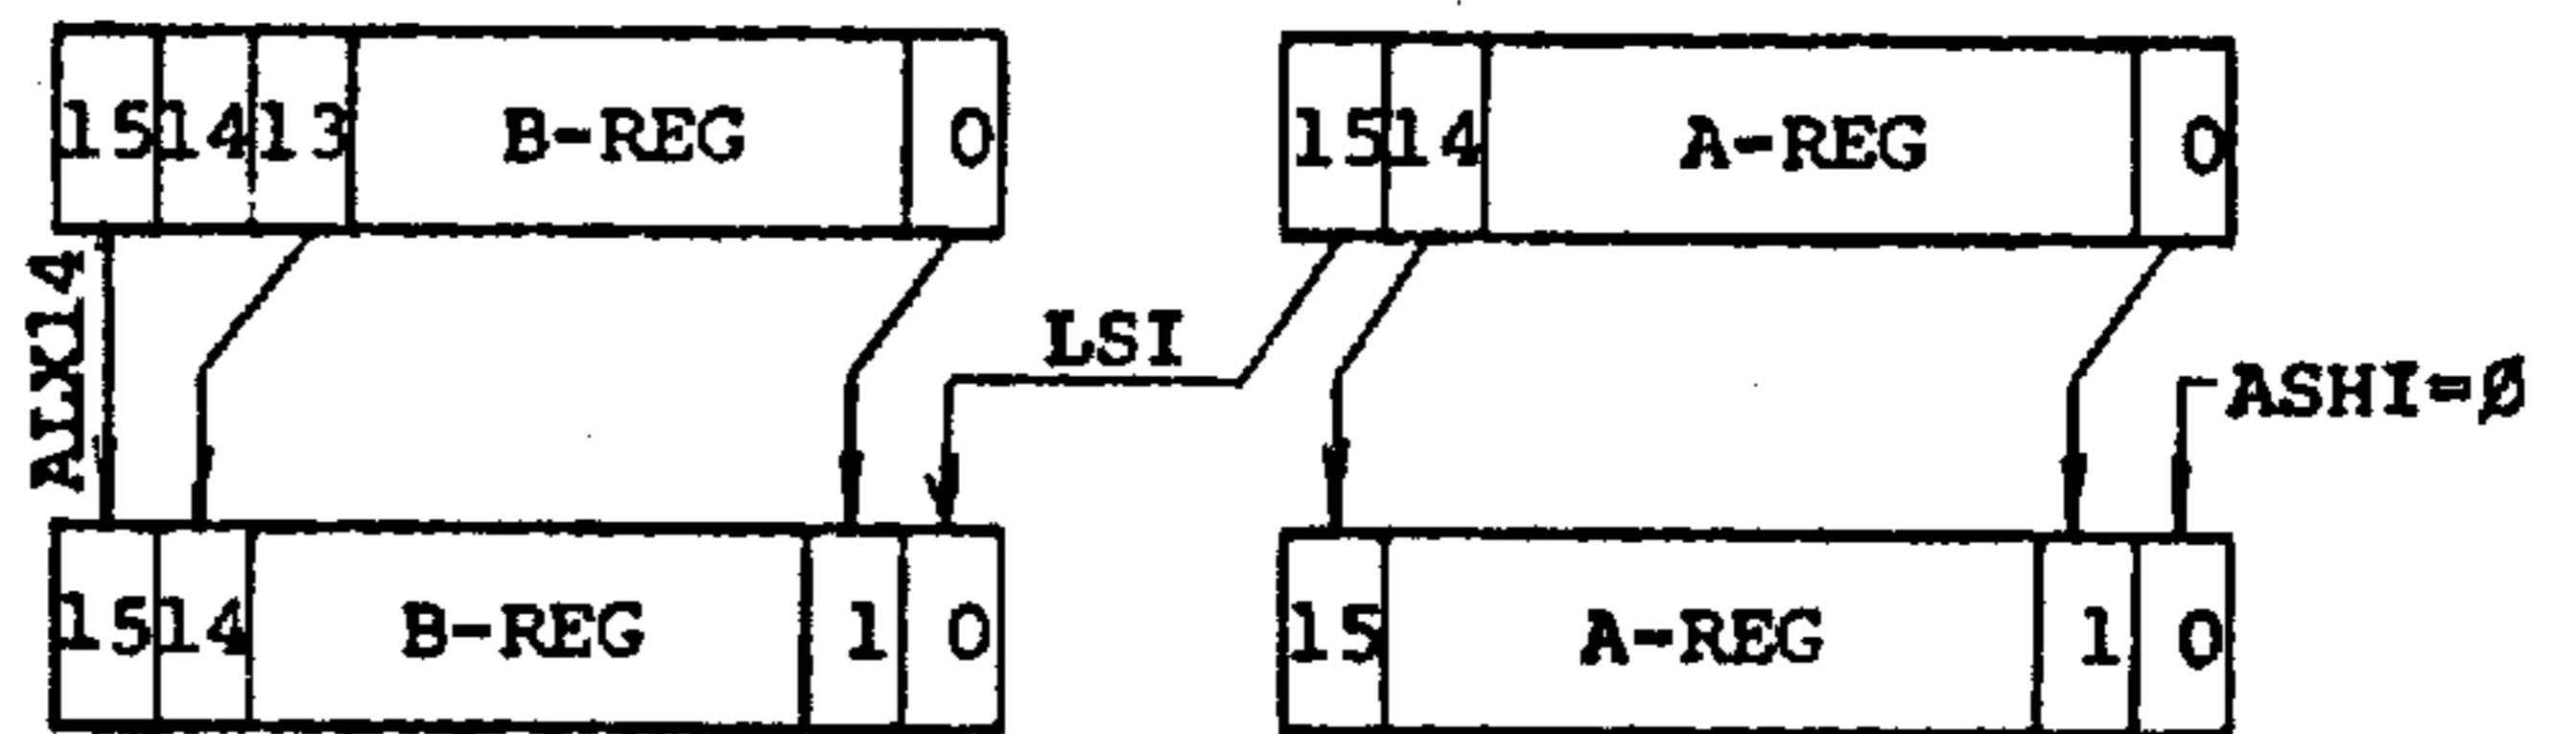 15 14 13 B-REG 0
15 14 A-REG 0
ALX14
LSI
ASHI=Ø
15 14 B-REG 1 0
15 A-REG 1 0